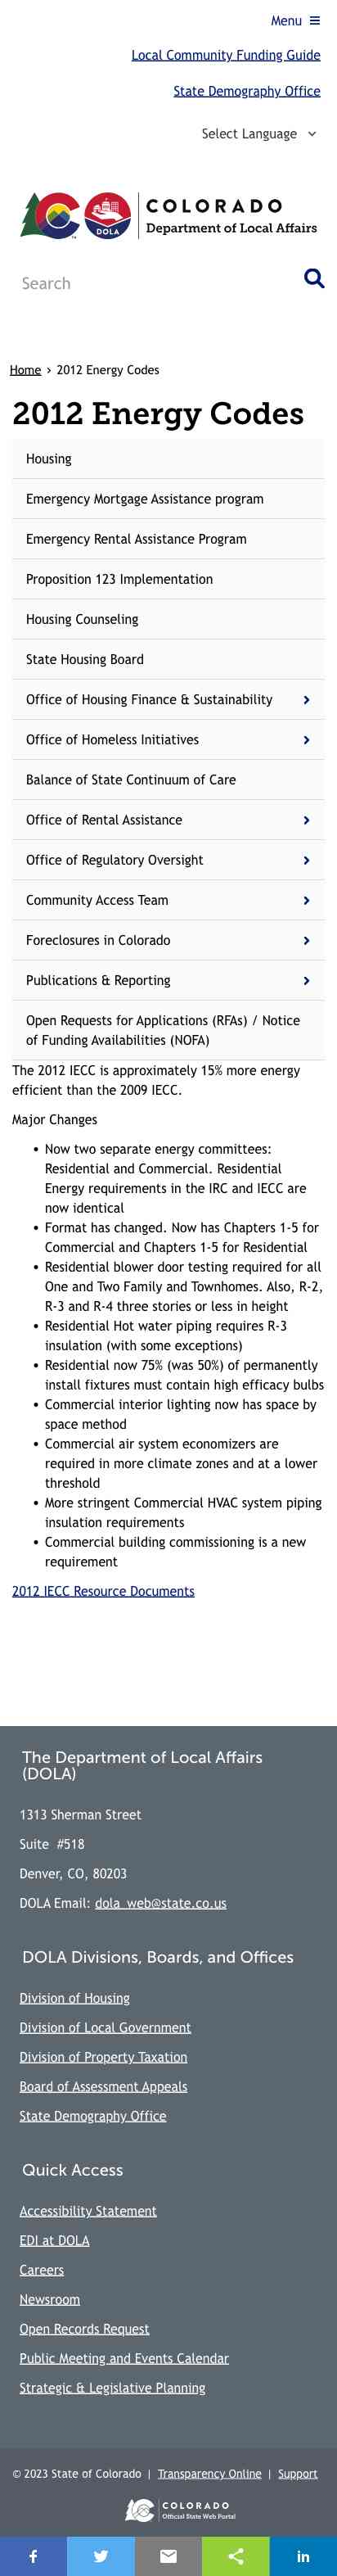 Menu
Local Community Funding Guide
State Demography Office
Select Language
COLORADO
Department of Local Affairs
DOLA
Search
Home › 2012 Energy Codes
2012 Energy Codes
Housing
Emergency Mortgage Assistance program
Emergency Rental Assistance Program
Proposition 123 Implementation
Housing Counseling
State Housing Board
Office of Housing Finance & Sustainability
Office of Homeless Initiatives
Balance of State Continuum of Care
Office of Rental Assistance
Office of Regulatory Oversight
Community Access Team
Foreclosures in Colorado
Publications & Reporting
Open Requests for Applications (RFAs) / Notice
of Funding Availabilities (NOFA)
The 2012 IECC is approximately 15% more energy
efficient than the 2009 IECC.
Major Changes
• Now two separate energy committees:
Residential and Commercial. Residential
Energy requirements in the IRC and IECC are
now identical
• Format has changed. Now has Chapters 1-5 for
Commercial and Chapters 1-5 for Residential
• Residential blower door testing required for all
One and Two Family and Townhomes. Also, R-2,
R-3 and R-4 three stories or less in height
• Residential Hot water piping requires R-3
insulation (with some exceptions)
• Residential now 75% (was 50%) of permanently
install fixtures must contain high efficacy bulbs
• Commercial interior lighting now has space by
space method
• Commercial air system economizers are
required in more climate zones and at a lower
threshold
• More stringent Commercial HVAC system piping
insulation requirements
• Commercial building commissioning is a new
requirement
2012 IECC Resource Documents
The Department of Local Affairs
(DOLA)
1313 Sherman Street
Suite #518
Denver, CO, 80203
DOLA Email: dola_web@state.co.us
DOLA Divisions, Boards, and Offices
Division of Housing
Division of Local Government
Division of Property Taxation
Board of Assessment Appeals
State Demography Office
Quick Access
Accessibility Statement
EDI at DOLA
Careers
Newsroom
Open Records Request
Public Meeting and Events Calendar
Strategic & Legislative Planning
© 2023 State of Colorado | Transparency Online | Support
COLORADO
Official State Web Portal